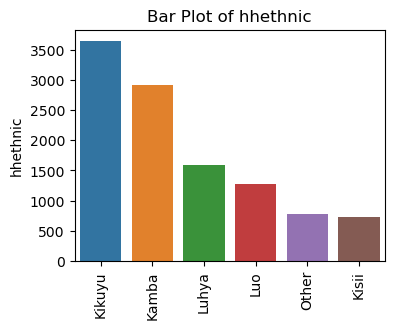 Bar Plot of hhethnic
hhethnic
3500
3000
2500
2000
1500
1000
500
0
Kikuyu
Kamba
Luhya
Luo
Other
Kisii